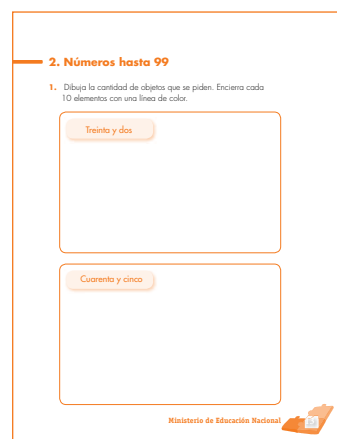 2. Números hasta 99
1. Dibuja la cantidad de objetos que se piden. Encierra cada
10 elementos con una línea de color.
Treinta y dos
Cuarenta y cinco
Ministerio de Educación Nacional